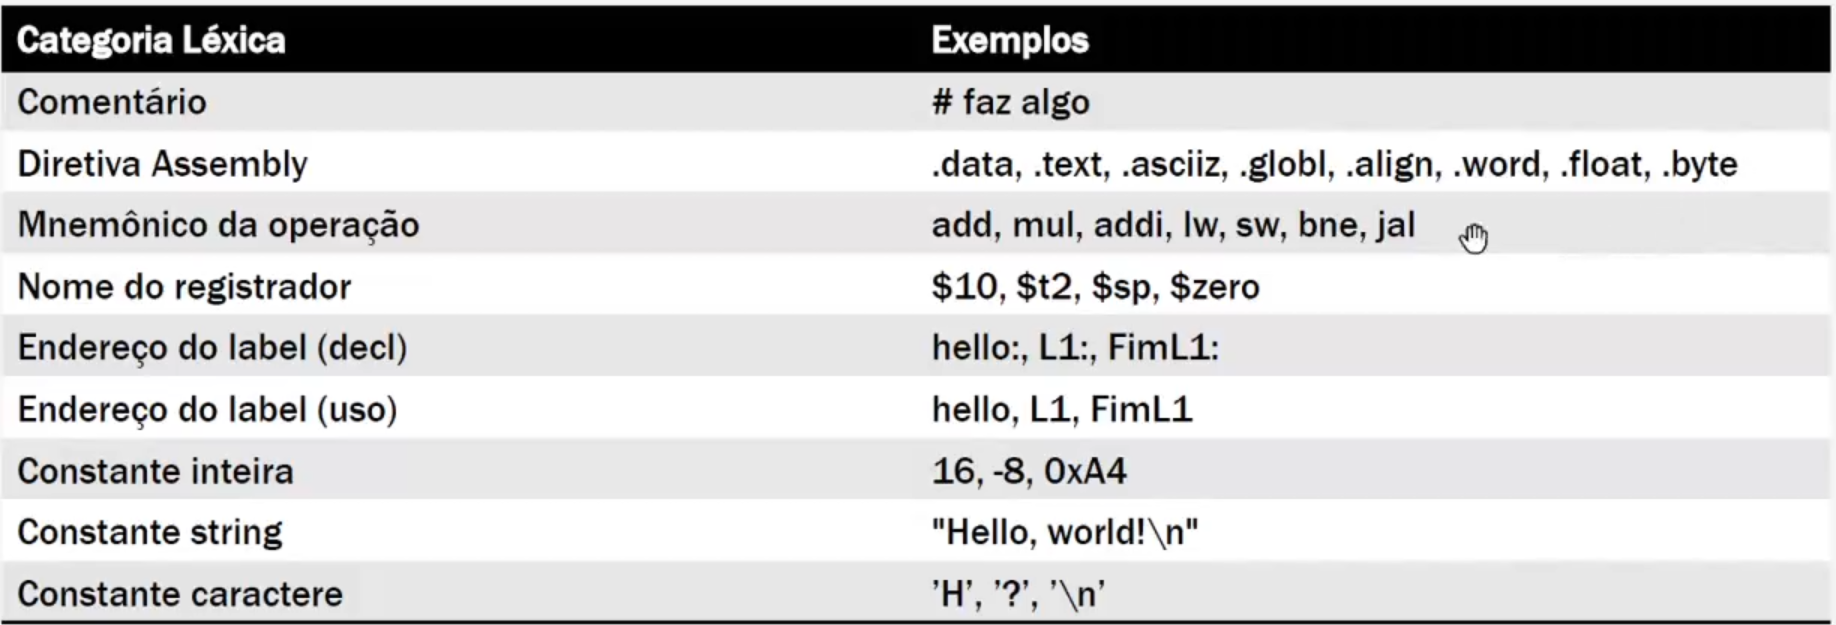 Categoria Léxica Exemplos
Comentário # faz algo
Diretiva Assembly .data, .text, .asciiz, .globl, .align, .word, .float, .byte
Mnemônico da operação add, mul, addi, lw, sw, bne, jal
Nome do registrador $10, $t2, $sp, $zero
Endereço do label (decl) hello:, L1:, FimL1:
Endereço do label (uso) hello, L1, FimL1
Constante inteira 16, -8, 0xA4
Constante string "Hello, world!\n"
Constante caractere ’H’, ’?’, ’\n’